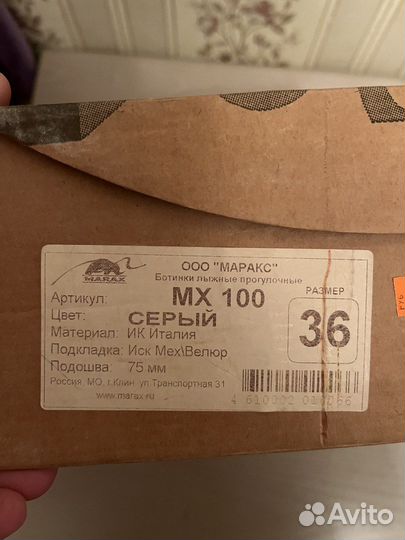 MARAX
ООО "МАРАКС"
Ботинки лыжные прогулочные
Артикул: MX 100
РАЗМЕР
Цвет: СЕРЫЙ
36
Материал: ИК Италия
Подкладка: Иск Мех\Велюр
Подошва: 75 мм
Россия, МО, г.Клин ул.Транспортная 31
www.marax.ru
Avito